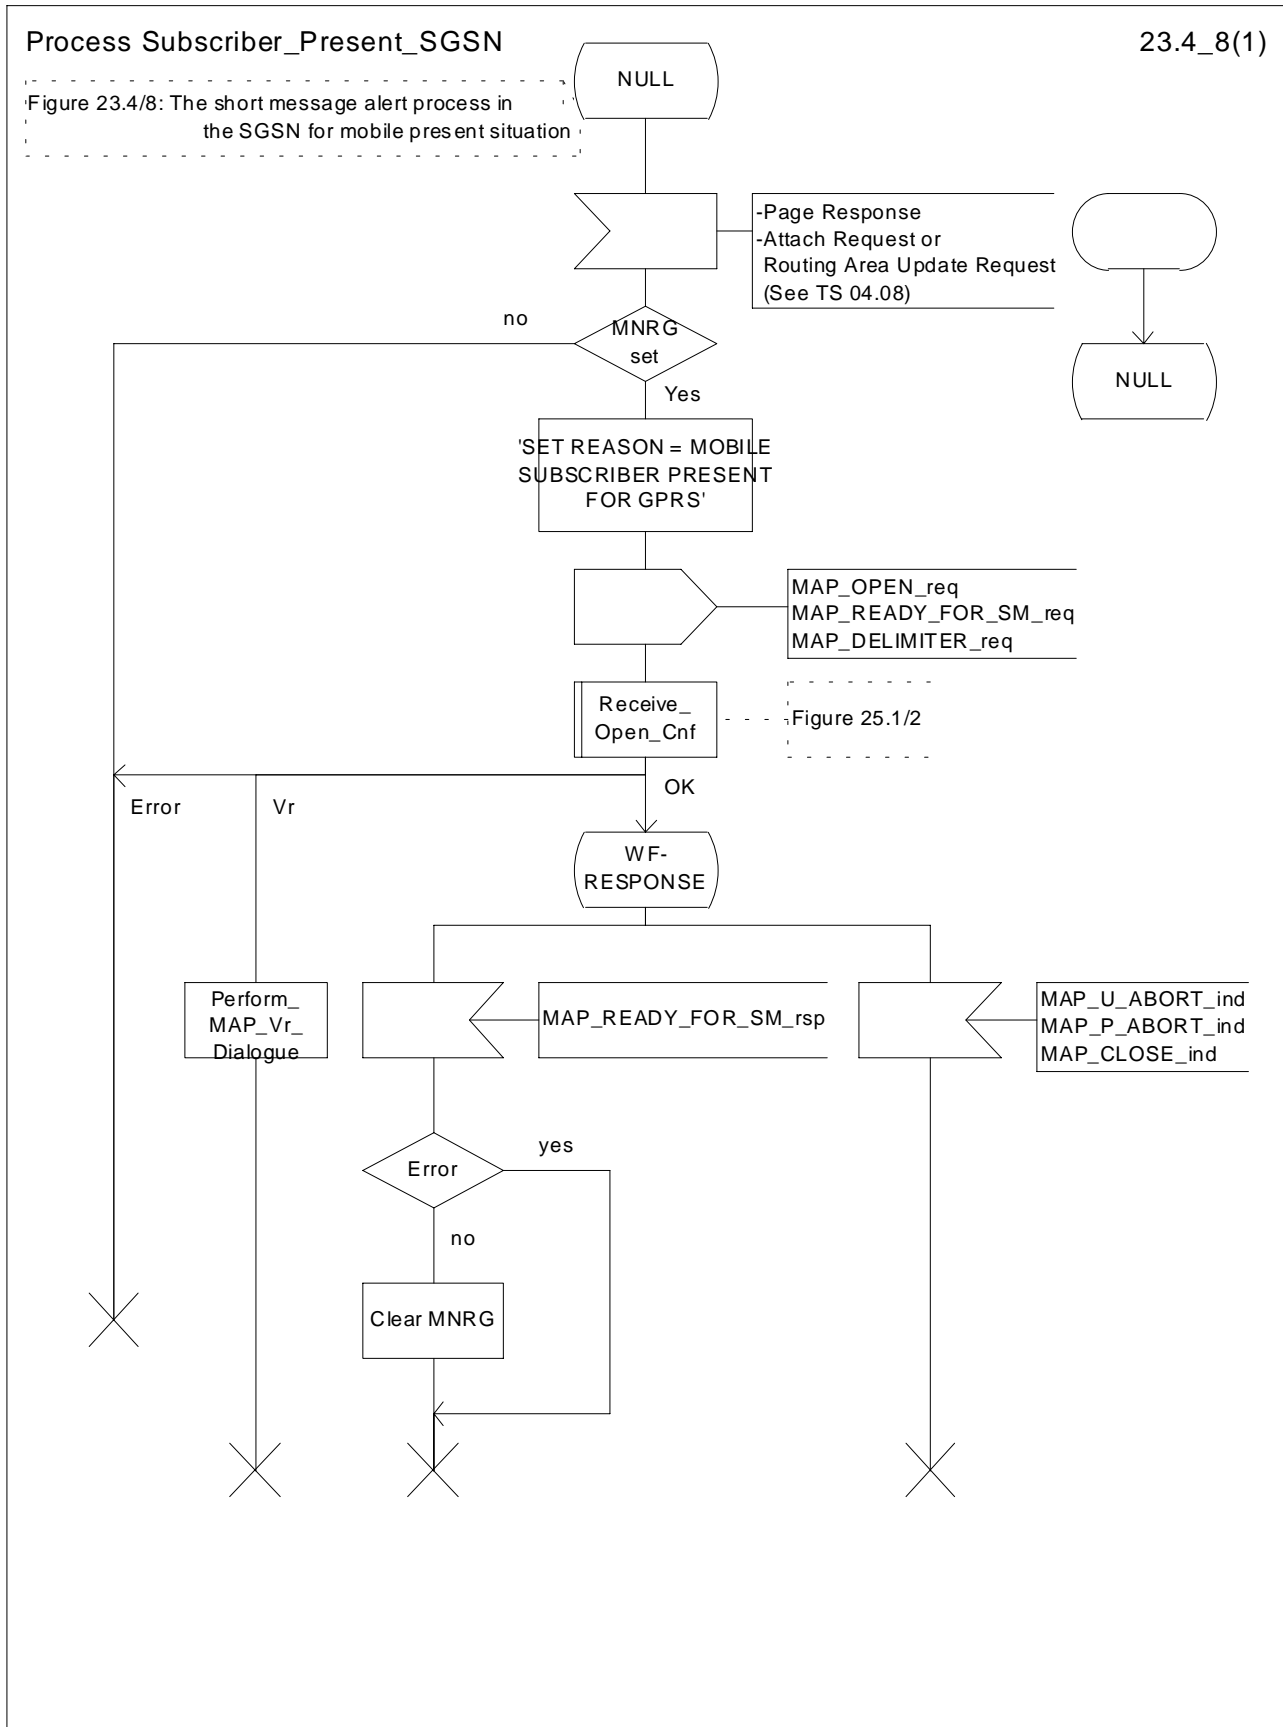 Process Subscriber_Present_SGSN
23.4_8(1)
Figure 23.4/8: The short message alert process in
the SGSN for mobile present situation
NULL
-Page Response
-Attach Request or
Routing Area Update Request
(See TS 04.08)
NULL
no
MNRG
set
Yes
'SET REASON = MOBILE
SUBSCRIBER PRESENT
FOR GPRS'
MAP_OPEN_req
MAP_READY_FOR_SM_req
MAP_DELIMITER_req
Receive_
Open_Cnf
Figure 25.1/2
Error
Vr
OK
WF-
RESPONSE
Perform_
MAP_Vr_
Dialogue
MAP_READY_FOR_SM_rsp
MAP_U_ABORT_ind
MAP_P_ABORT_ind
MAP_CLOSE_ind
Error
yes
no
Clear MNRG